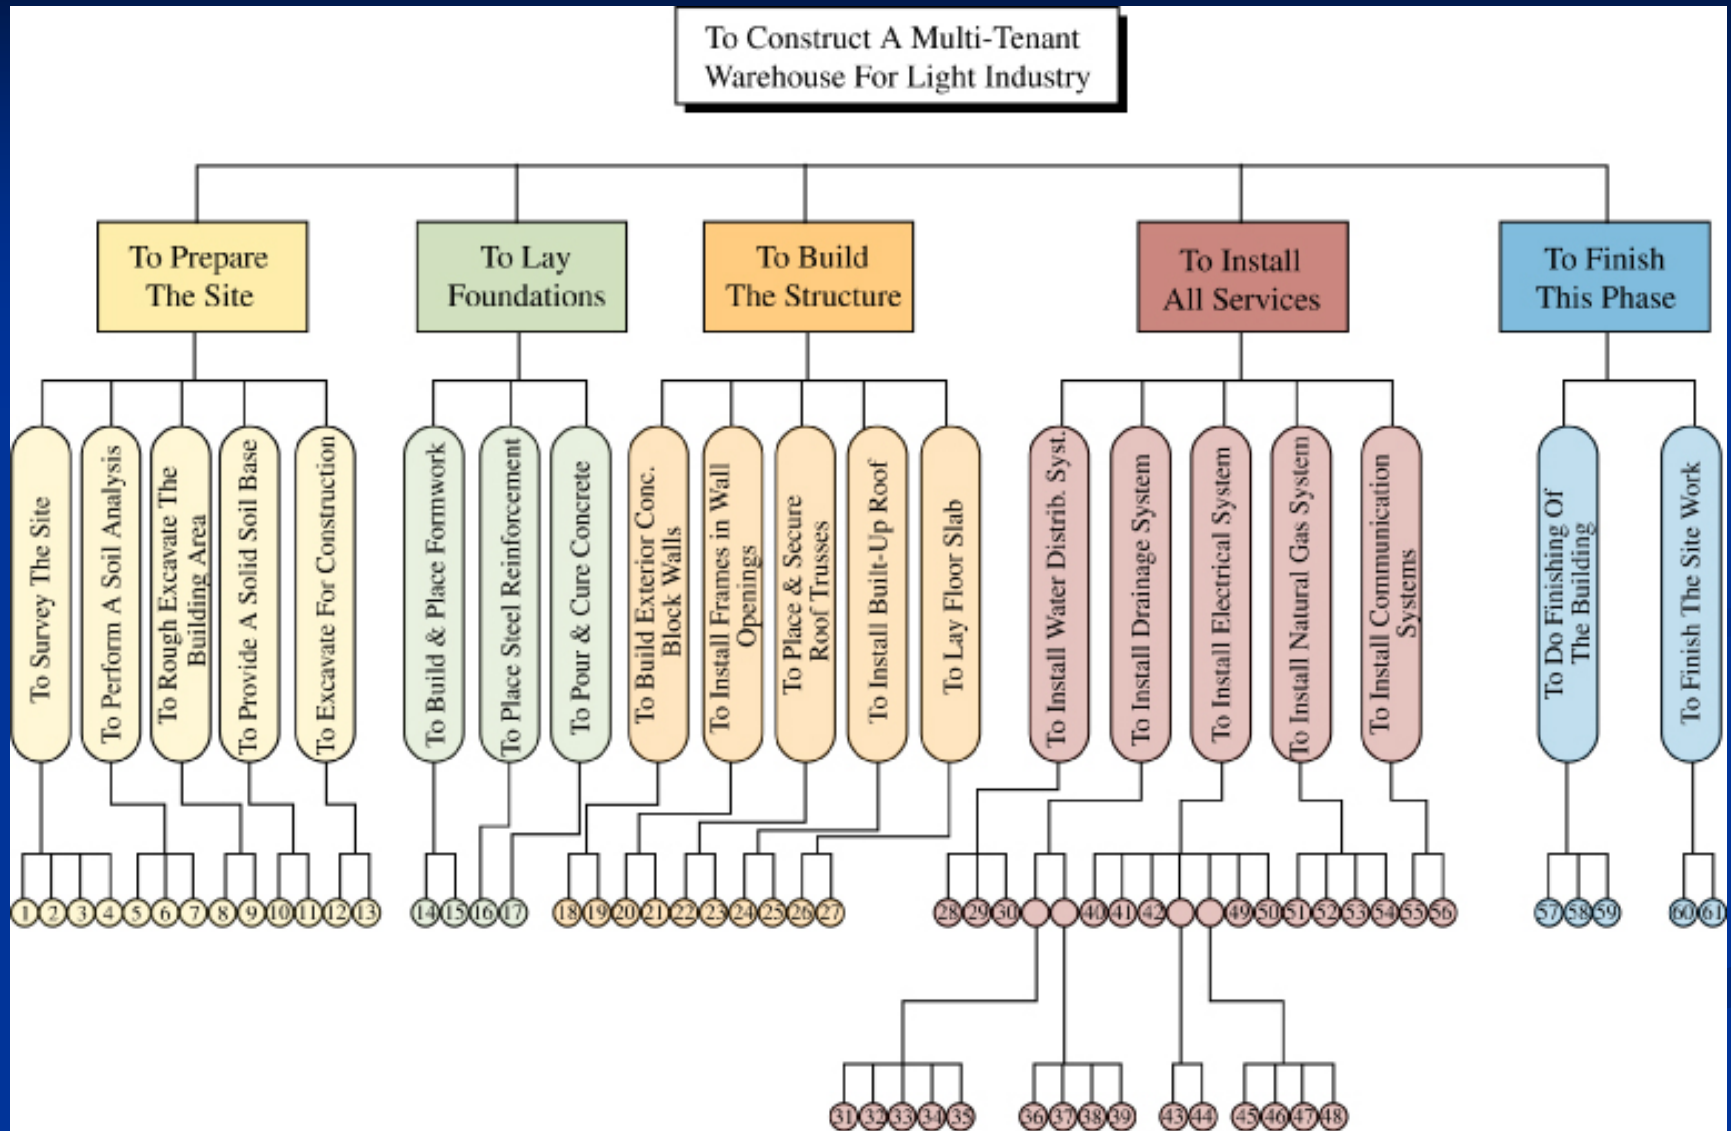 To Construct A Multi-Tenant
Warehouse For Light Industry
To Prepare
The Site
To Lay
Foundations
To Build
The Structure
To Install
All Services
To Finish
This Phase
To Survey The Site
To Perform A Soil Analysis
To Rough Excavate The
Building Area
To Provide A Solid Soil Base
To Excavate For Construction
To Build & Place Formwork
To Place Steel Reinforcement
To Pour & Cure Concrete
To Build Exterior Conc.
Block Walls
To Install Frames in Wall
Openings
To Place & Secure
Roof Trusses
To Install Built-Up Roof
To Lay Floor Slab
To Install Water Distrib. Syst.
To Install Drainage System
To Install Electrical System
To Install Natural Gas System
To Install Communication
Systems
To Do Finishing Of
The Building
To Finish The Site Work
1 2 3 4 5 6 7 8 9 10 11 12 13 14 15 16 17 18 19 20 21 22 23 24 25 26 27 28 29 30 40 41 42 49 50 51 52 53 54 55 56 57 58 59 60 61
31 32 33 34 35 36 37 38 39 43 44 45 46 47 48